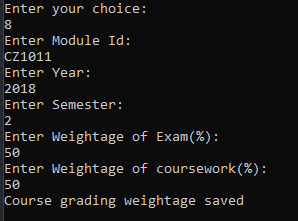 Enter your choice:
8
Enter Module Id:
CZ1011
Enter Year:
2018
Enter Semester:
2
Enter Weightage of Exam(%):
50
Enter Weightage of coursework(%):
50
Course grading weightage saved